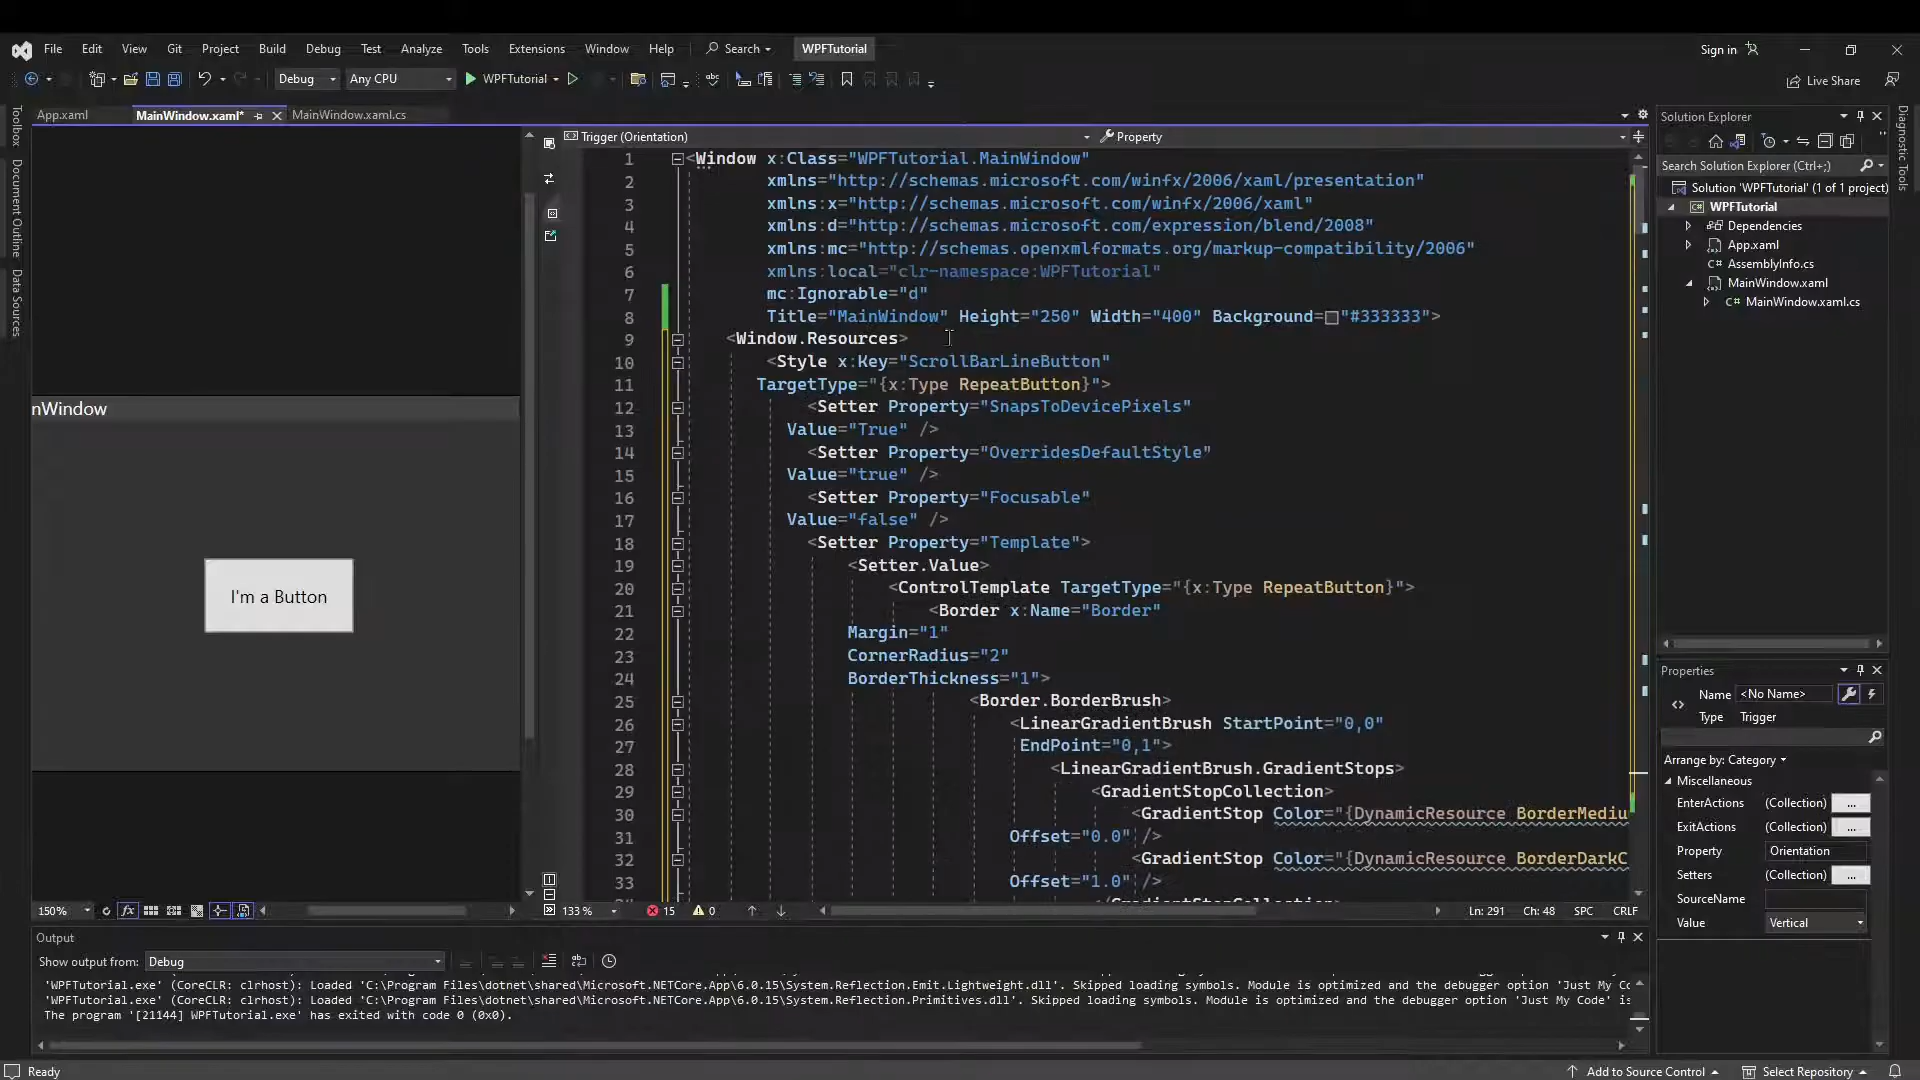 File Edit View Git Project Build Debug Test Analyze Tools Extensions Window Help Search WPFTutorial Sign in
Debug Any CPU WPFTutorial Live Share
App.xaml MainWindow.xaml* MainWindow.xaml.cs
Toolbox
Document Outline
Data Sources
nWindow
I'm a Button
150%
Trigger (Orientation) Property
1 <Window x:Class="WPFTutorial.MainWindow"
2 xmlns="http://schemas.microsoft.com/winfx/2006/xaml/presentation"
3 xmlns:x="http://schemas.microsoft.com/winfx/2006/xaml"
4 xmlns:d="http://schemas.microsoft.com/expression/blend/2008"
5 xmlns:mc="http://schemas.openxmlformats.org/markup-compatibility/2006"
6 xmlns:local="clr-namespace:WPFTutorial"
7 mc:Ignorable="d"
8 Title="MainWindow" Height="250" Width="400" Background="#333333">
9 <Window.Resources>
10 <Style x:Key="ScrollBarLineButton"
11 TargetType="{x:Type RepeatButton}">
12 <Setter Property="SnapsToDevicePixels"
13 Value="True" />
14 <Setter Property="OverridesDefaultStyle"
15 Value="true" />
16 <Setter Property="Focusable"
17 Value="false" />
18 <Setter Property="Template">
19 <Setter.Value>
20 <ControlTemplate TargetType="{x:Type RepeatButton}">
21 <Border x:Name="Border"
22 Margin="1"
23 CornerRadius="2"
24 BorderThickness="1">
25 <Border.BorderBrush>
26 <LinearGradientBrush StartPoint="0,0"
27 EndPoint="0,1">
28 <LinearGradientBrush.GradientStops>
29 <GradientStopCollection>
30 <GradientStop Color="{DynamicResource BorderMediu
31 Offset="0.0" />
32 <GradientStop Color="{DynamicResource BorderDarkC
33 Offset="1.0" />
133 % 15 0 Ln: 291 Ch: 48 SPC CRLF
Solution Explorer
Search Solution Explorer (Ctrl+;)
Solution 'WPFTutorial' (1 of 1 project)
WPFTutorial
Dependencies
App.xaml
C# AssemblyInfo.cs
MainWindow.xaml
C# MainWindow.xaml.cs
Diagnostic Tools
Properties
Name <No Name>
Type Trigger
Arrange by: Category
Miscellaneous
EnterActions (Collection) ...
ExitActions (Collection) ...
Property Orientation
Setters (Collection) ...
SourceName
Value Vertical
Output
Show output from: Debug
'WPFTutorial.exe' (CoreCLR: clrhost): Loaded 'C:\Program Files\dotnet\shared\Microsoft.NETCore.App\6.0.15\System.Reflection.Emit.Lightweight.dll'. Skipped loading symbols. Module is optimized and the debugger option 'Just My Co
'WPFTutorial.exe' (CoreCLR: clrhost): Loaded 'C:\Program Files\dotnet\shared\Microsoft.NETCore.App\6.0.15\System.Reflection.Primitives.dll'. Skipped loading symbols. Module is optimized and the debugger option 'Just My Code' is
The program '[21144] WPFTutorial.exe' has exited with code 0 (0x0).
Ready Add to Source Control Select Repository